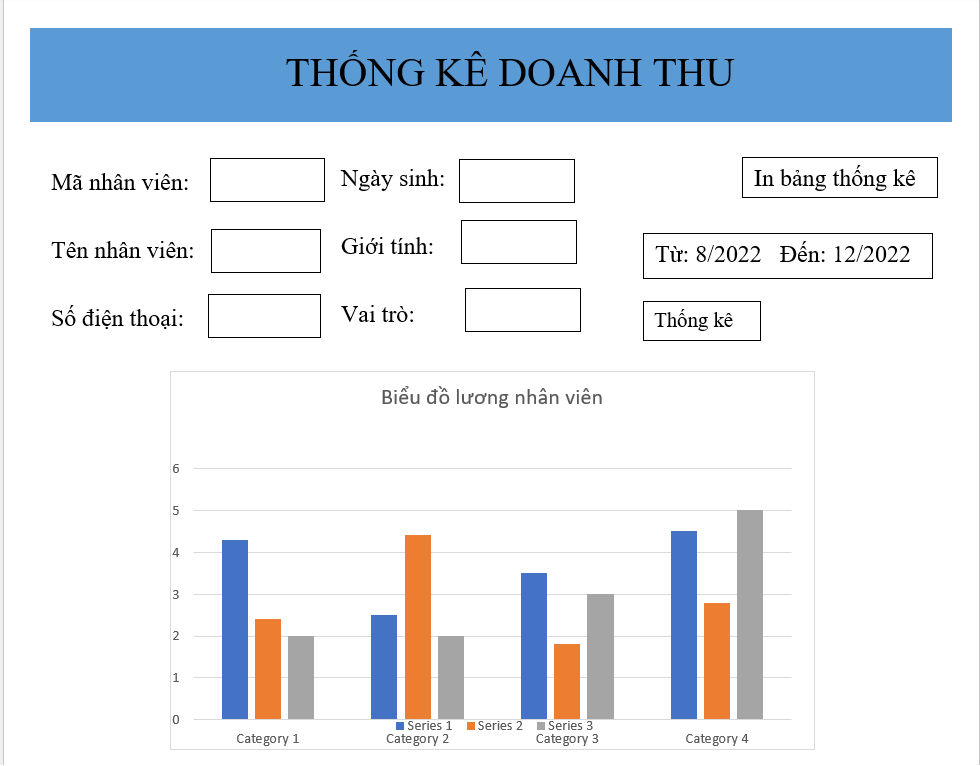 THỐNG KÊ DOANH THU
Mã nhân viên: Ngày sinh: In bảng thống kê
Tên nhân viên: Giới tính: Từ: 8/2022 Đến: 12/2022
Số điện thoại: Vai trò: Thống kê
Biểu đồ lương nhân viên
6
5
4
3
2
1
0
Series 1 Series 2 Series 3
Category 1 Category 2 Category 3 Category 4